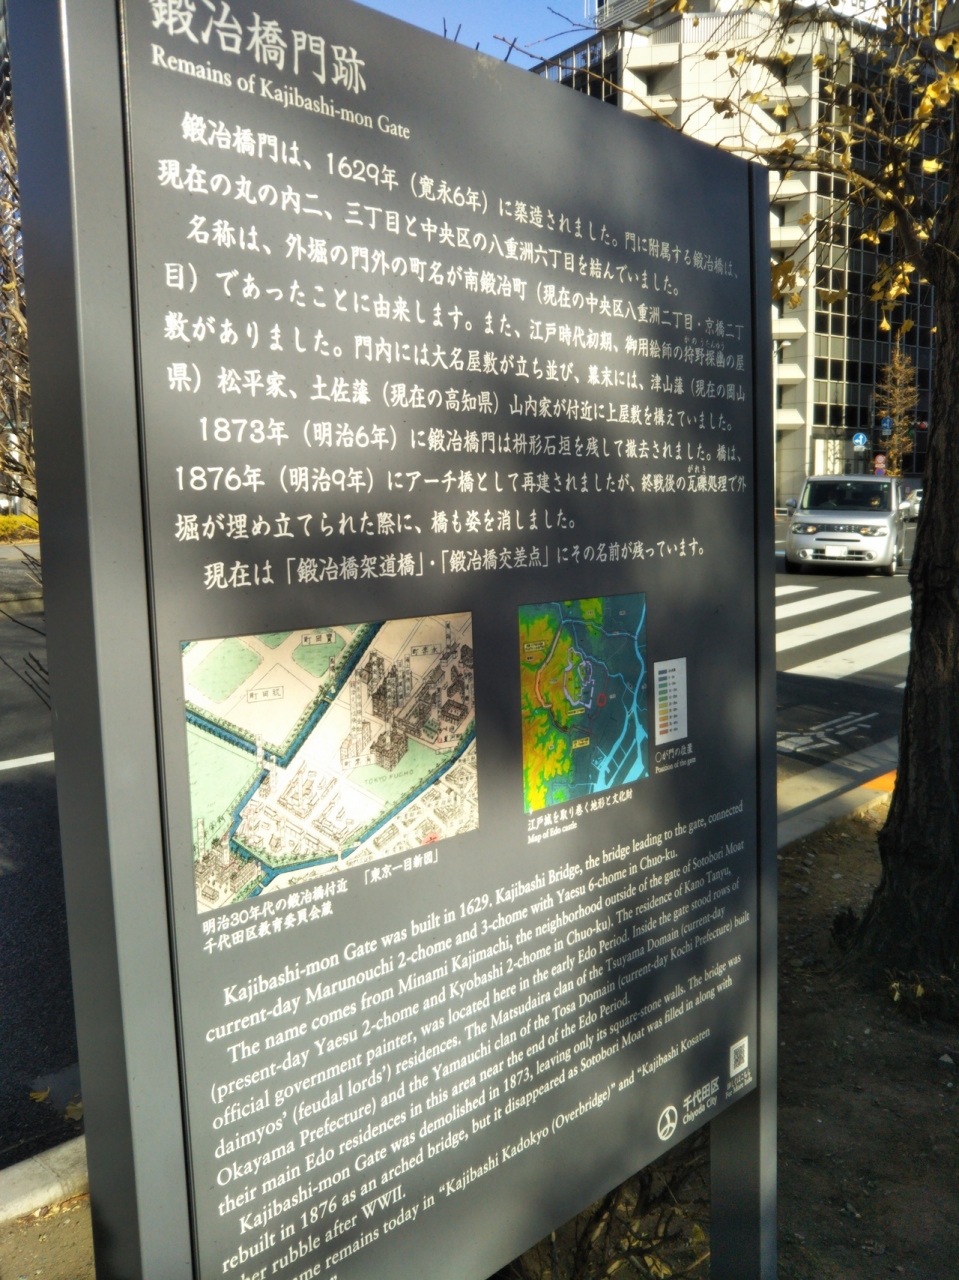 鍛冶橋門跡
Remains of Kajibashi-mon Gate
鍛冶橋門は、1629年（寛永6年）に築造されました。門に附属する鍛冶橋は、
現在の丸の内二、三丁目と中央区の八重洲六丁目を結んでいました。
名称は、外堀の門外の町名が南鍛冶町（現在の中央区八重洲二丁目・京橋二丁
目）であったことに由来します。また、江戸時代初期、御用絵師の狩野探幽の屋
敷がありました。門内には大名屋敷が立ち並び、幕末には、津山藩（現在の岡山
県）松平家、土佐藩（現在の高知県）山内家が付近に上屋敷を構えていました。
1873年（明治6年）に鍛冶橋門は枡形石垣を残して撤去されました。橋は、
1876年（明治9年）にアーチ橋として再建されましたが、終戦後の瓦礫処理で外
堀が埋め立てられた際に、橋も姿を消しました。
現在は「鍛冶橋架道橋」・「鍛冶橋交差点」にその名前が残っています。
TOKYO FUCHO
明治30年代の鍛冶橋付近 「東京一目新図」
千代田区教育委員会蔵
○が門の位置
Position of the gate
江戸城を取り巻く地形と文化財
Map of Edo castle
Kajibashi-mon Gate was built in 1629. Kajibashi Bridge, the bridge leading to the gate, connected
current-day Marunouchi 2-chome and 3-chome with Yaesu 6-chome in Chuo-ku.
The name comes from Minami Kajimachi, the neighborhood outside of the gate of Sotobori Moat
(present-day Yaesu 2-chome and Kyobashi 2-chome in Chuo-ku). The residence of Kano Tanyu,
official government painter, was located here in the early Edo Period. Inside the gate stood rows of
daimyos' (feudal lords') residences. The Matsudaira clan of the Tsuyama Domain (current-day
Okayama Prefecture) and the Yamauchi clan of the Tosa Domain (current-day Kochi Prefecture) built
their main Edo residences in this area near the end of the Edo Period.
Kajibashi-mon Gate was demolished in 1873, leaving only its square-stone walls. The bridge was
rebuilt in 1876 as an arched bridge, but it disappeared as Sotobori Moat was filled in along with
rubble after WWII.
remains today in "Kajibashi Kadokyo (Overbridge)" and "Kajibashi Kosaten
千代田区
Chiyoda City